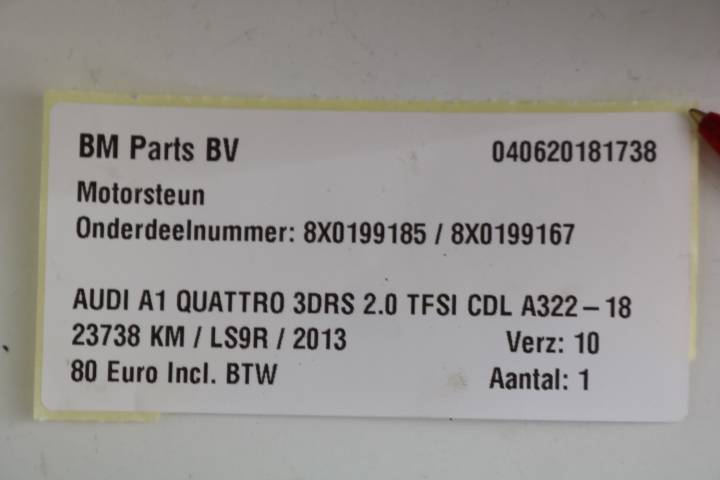 BM Parts BV 040620181738
Motorsteun
Onderdeelnummer: 8X0199185 / 8X0199167
AUDI A1 QUATTRO 3DRS 2.0 TFSI CDL A322-18
23738 KM / LS9R / 2013 Verz: 10
80 Euro Incl. BTW Aantal: 1